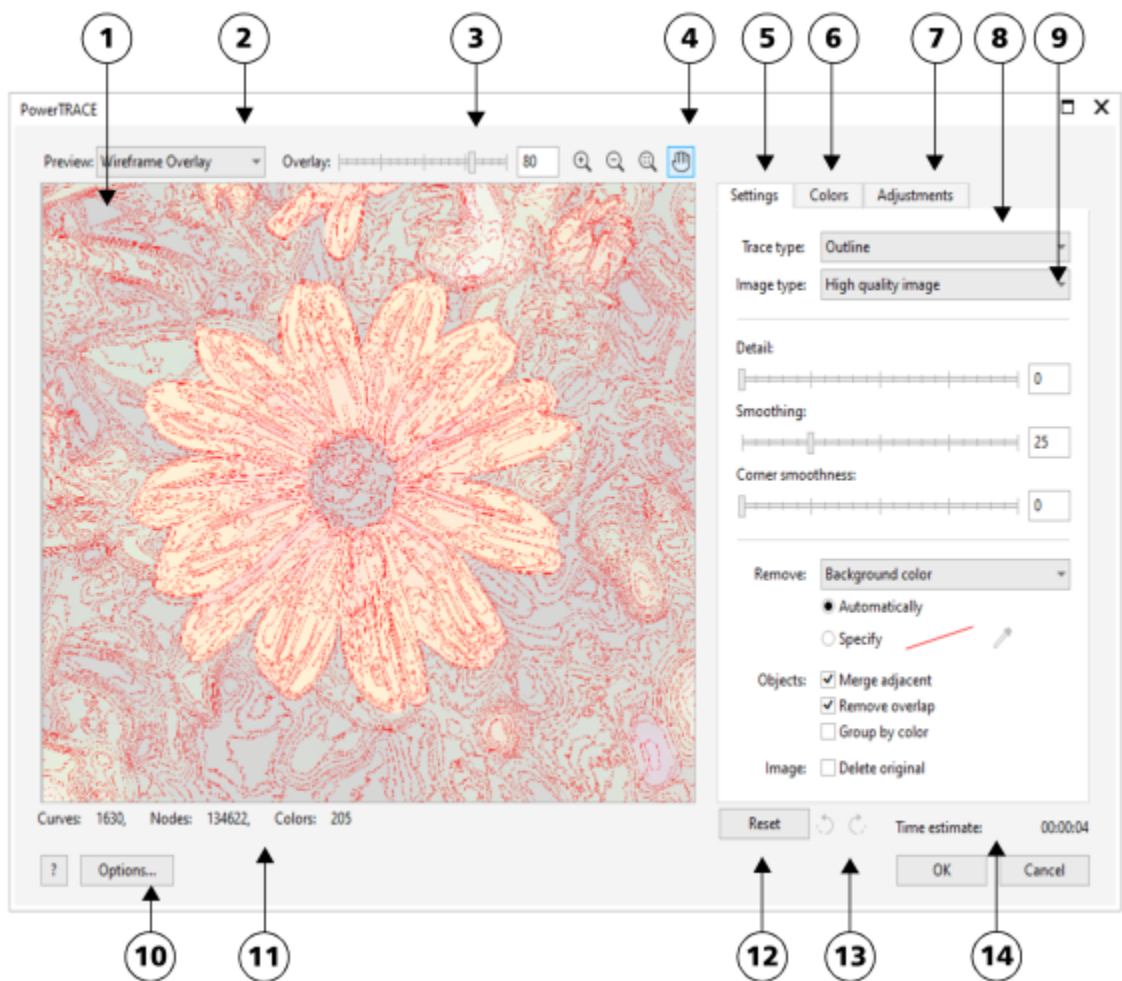 1 2 3 4 5 6 7 8 9
PowerTRACE
Preview: Wireframe Overlay Overlay: 80
Settings Colors Adjustments
Trace type: Outline
Image type: High quality image
Detail:
0
Smoothing:
25
Corner smoothness:
0
Remove: Background color
Automatically
Specify
Objects: Merge adjacent
Remove overlap
Group by color
Image: Delete original
Curves: 1630, Nodes: 134622, Colors: 205
Reset Time estimate: 00:00:04
? Options... OK Cancel
10 11 12 13 14